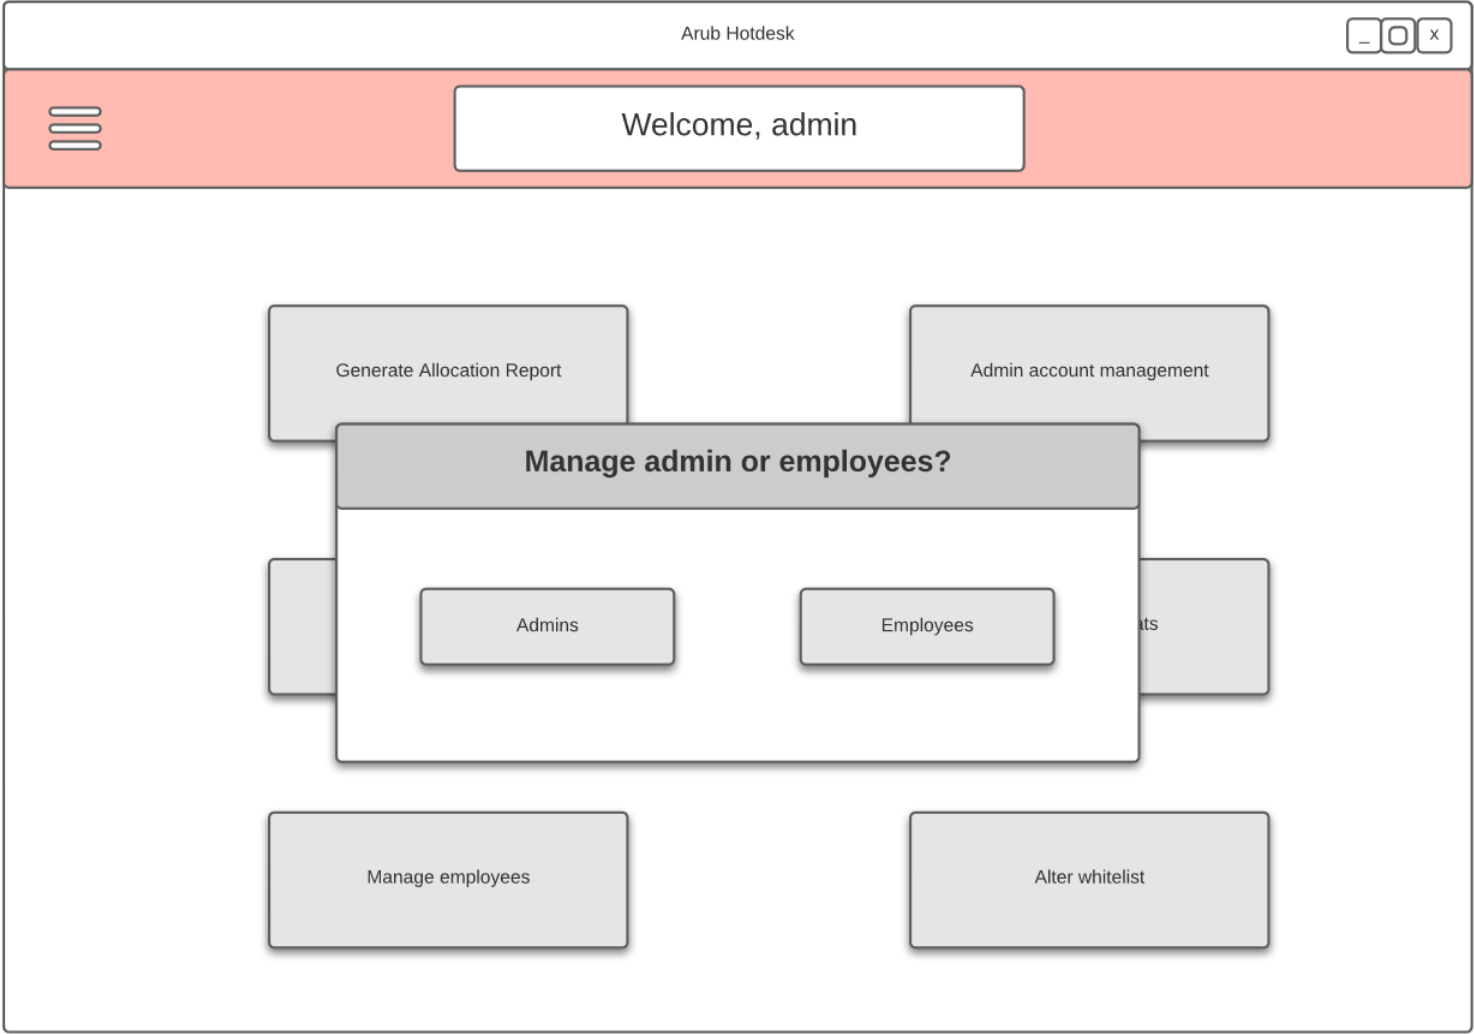 Arub Hotdesk
_
x
Welcome, admin
Generate Allocation Report
Admin account management
Manage admin or employees?
Admins
Employees
Manage employees
Alter whitelist